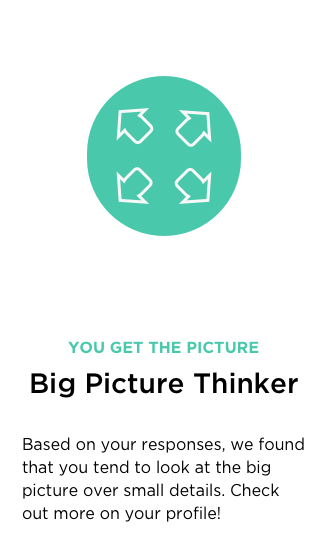 YOU GET THE PICTURE
Big Picture Thinker
Based on your responses, we found
that you tend to look at the big
picture over small details. Check
out more on your profile!